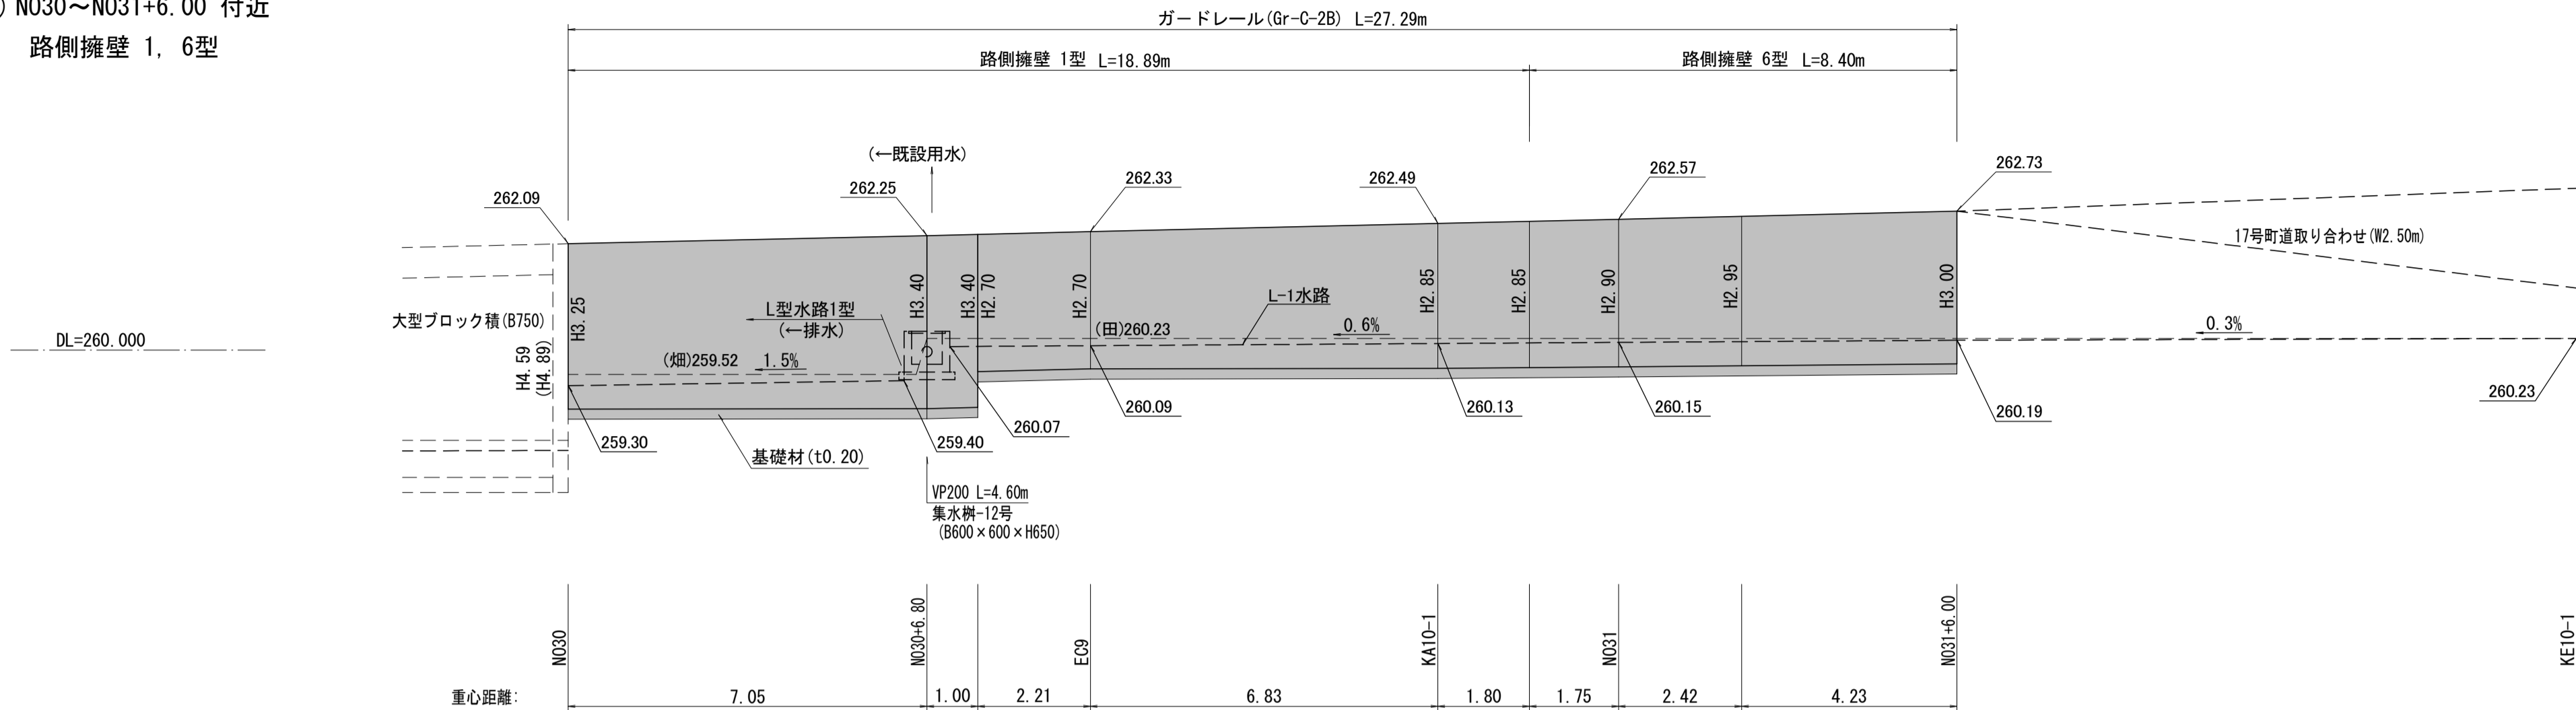 ) NO30～NO31+6.00 付近
路側擁壁 1, 6型
ガードレール(Gr-C-2B) L=27.29m
路側擁壁 1型 L=18.89m
路側擁壁 6型 L=8.40m
(←既設用水)
262.09
262.25
262.33
262.49
262.57
262.73
17号町道取り合わせ(W2.50m)
大型ブロック積(B750)
DL=260.000
H4.59
(H4.89)
H3.25
H3.40
H3.40
H2.70
H2.70
H2.85
H2.85
H2.90
H2.95
H3.00
L型水路1型
(←排水)
L-1水路
(畑)259.52
1.5%
(田)260.23
0.6%
0.3%
259.30
259.40
260.07
260.09
260.13
260.15
260.19
260.23
基礎材(t0.20)
VP200 L=4.60m
集水桝-12号
(B600×600×H650)
NO30
NO30+6.80
EC9
KA10-1
NO31
NO31+6.00
KE10-1
重心距離:
7.05
1.00
2.21
6.83
1.80
1.75
2.42
4.23